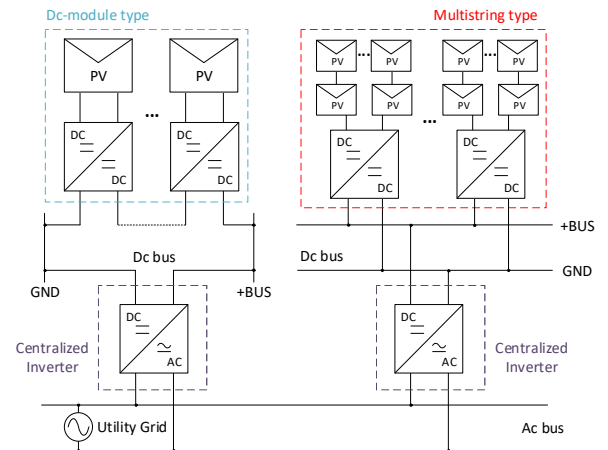 Dc-module type
Multistring type
PV
PV
PV
PV
PV
PV
PV
PV
PV
PV
...
...
...
...
DC
DC
DC
DC
DC
DC
DC
DC
+BUS
Dc bus
Dc bus
GND
GND
+BUS
DC
AC
DC
AC
Centralized
Inverter
Centralized
Inverter
Utility Grid
Ac bus